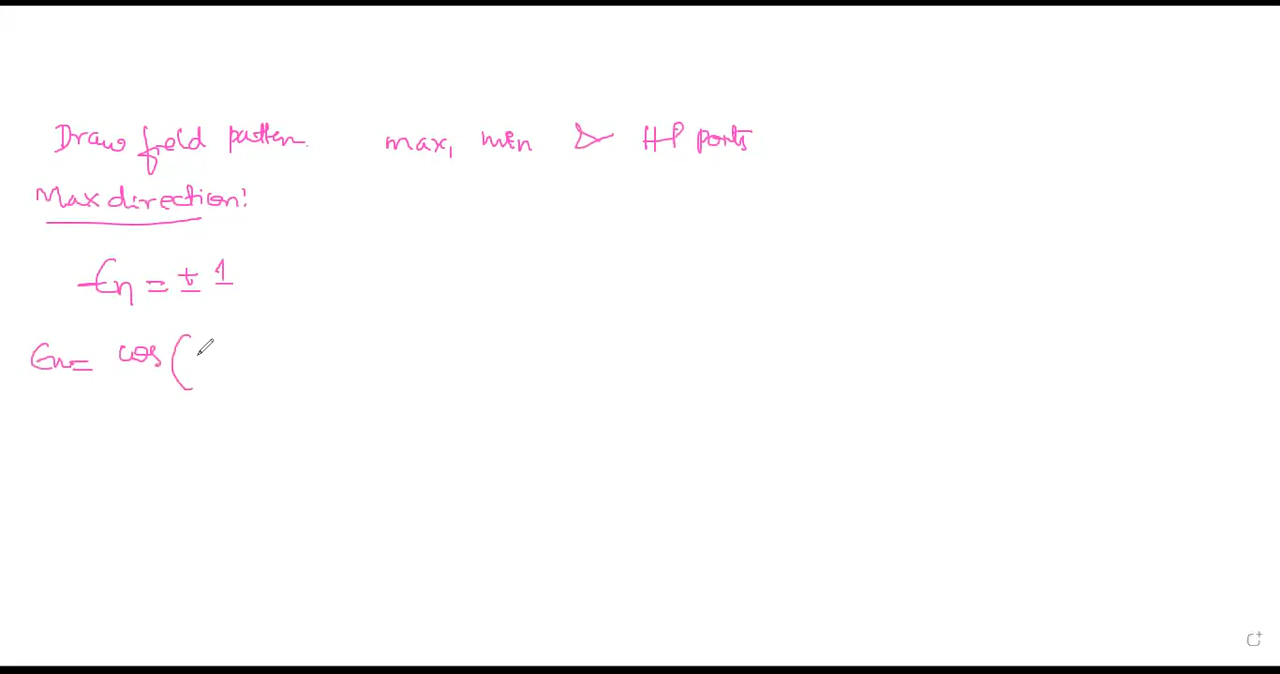 Draw field pattern. max, min & HP points
Max direction:
En = ± 1
En = cos (